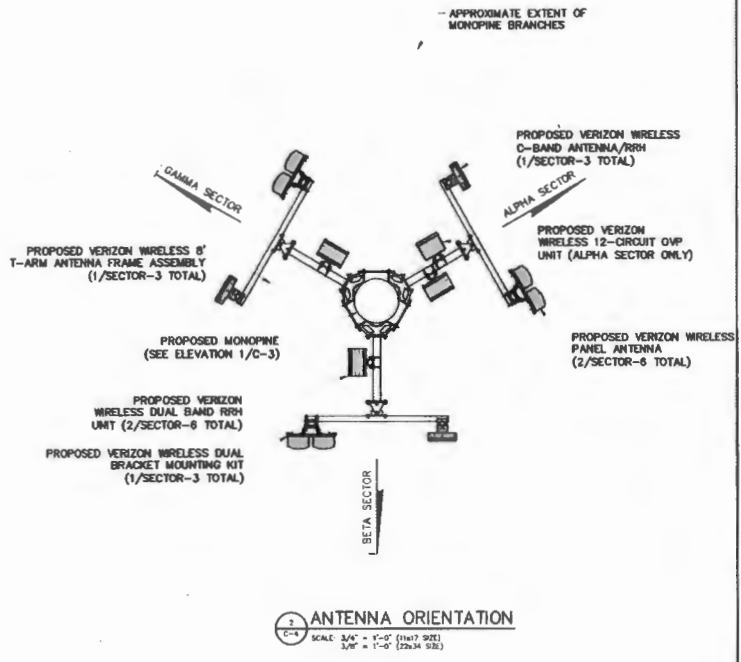 APPROXIMATE EXTENT OF
MONOPINE BRANCHES
PROPOSED VERIZON WIRELESS
C-BAND ANTENNA/RRH
(1/SECTOR-3 TOTAL)
GAMMA SECTOR
ALPHA SECTOR
PROPOSED VERIZON
WIRELESS 12-CIRCUIT OVP
UNIT (ALPHA SECTOR ONLY)
PROPOSED VERIZON WIRELESS 8'
T-ARM ANTENNA FRAME ASSEMBLY
(1/SECTOR-3 TOTAL)
PROPOSED MONOPINE
(SEE ELEVATION 1/C-3)
PROPOSED VERIZON WIRELESS
PANEL ANTENNA
(2/SECTOR-6 TOTAL)
PROPOSED VERIZON
WIRELESS DUAL BAND RRH
UNIT (2/SECTOR-6 TOTAL)
PROPOSED VERIZON WIRELESS DUAL
BRACKET MOUNTING KIT
(1/SECTOR-3 TOTAL)
BETA SECTOR
2
C-4
ANTENNA ORIENTATION
SCALE: 3/4" = 1'-0" (11x17 SIZE)
3/8" = 1'-0" (22x34 SIZE)